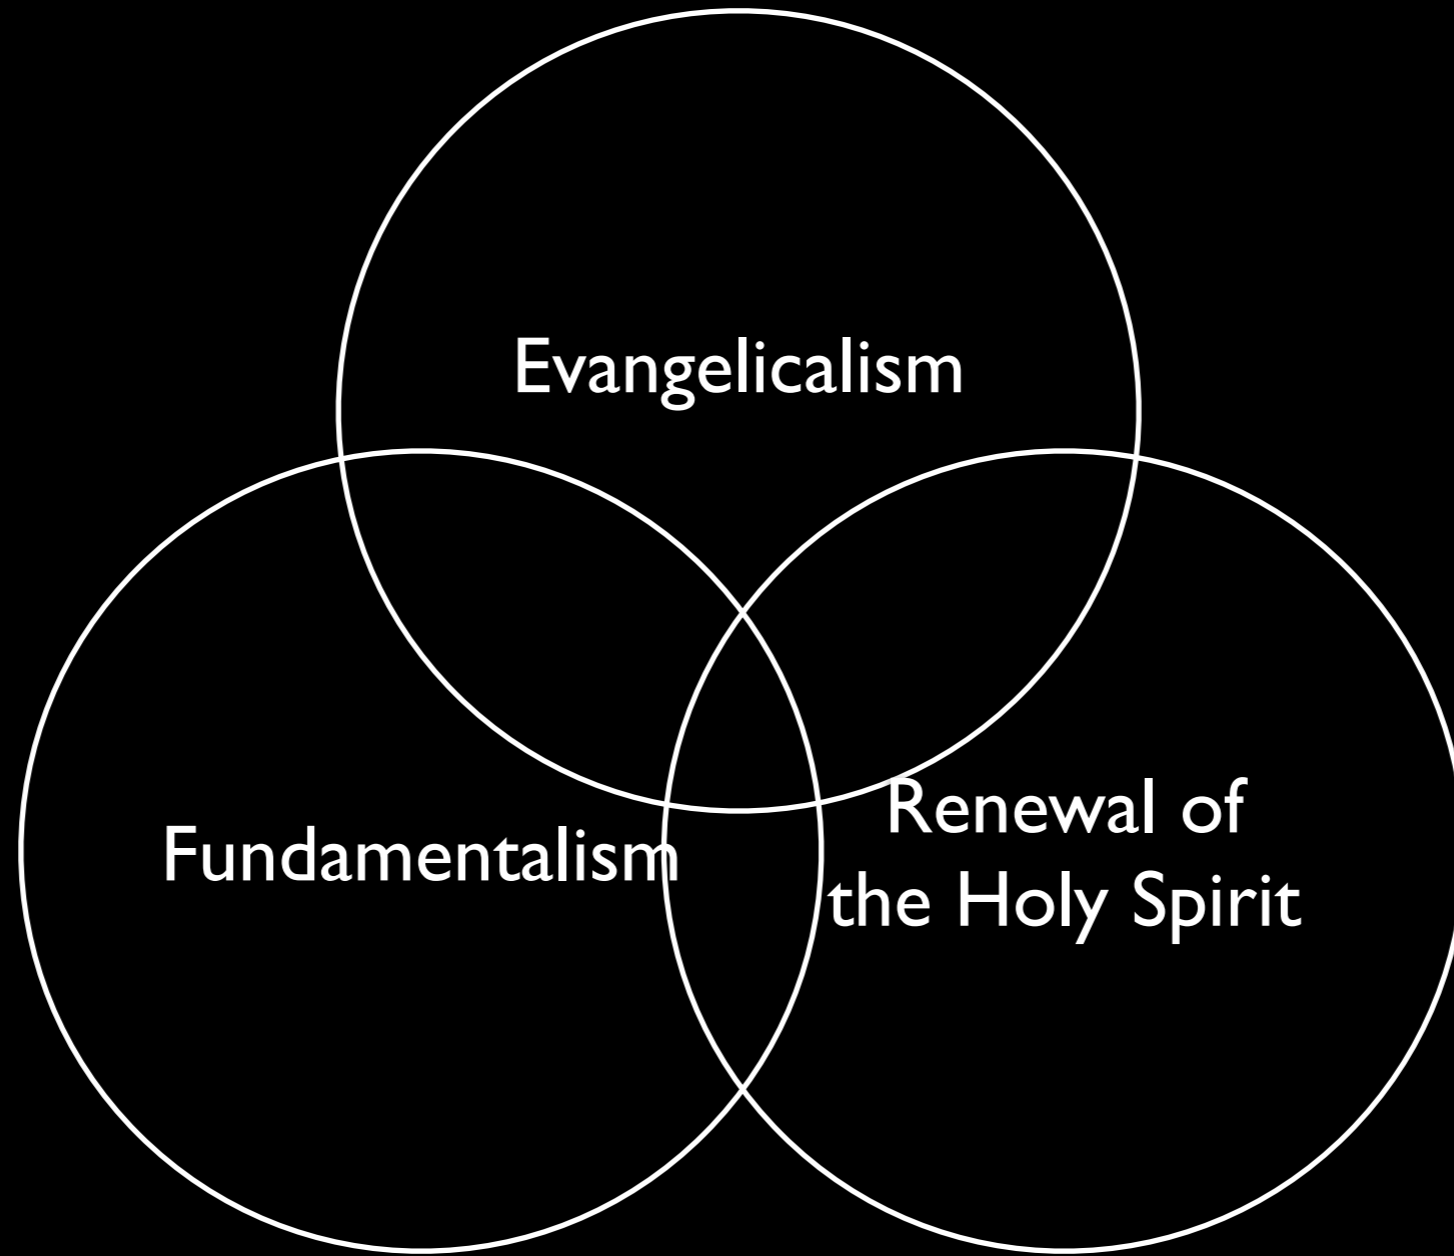 Evangelicalism
Fundamentalism
Renewal of
the Holy Spirit